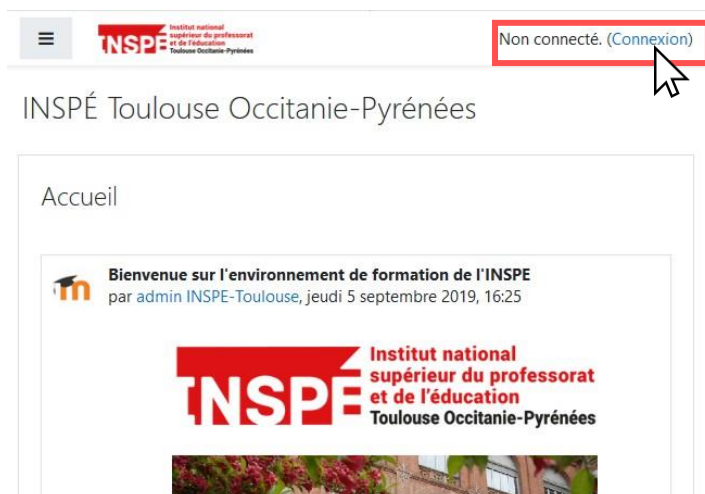 INSPÉ Institut national
supérieur du professorat
et de l'éducation
Toulouse Occitanie-Pyrénées
Non connecté. (Connexion)
INSPÉ Toulouse Occitanie-Pyrénées
Accueil
Bienvenue sur l'environnement de formation de l'INSPE
par admin INSPE-Toulouse, jeudi 5 septembre 2019, 16:25
INSPÉ Institut national
supérieur du professorat
et de l'éducation
Toulouse Occitanie-Pyrénées